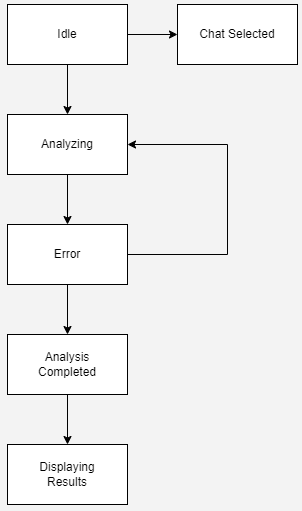 Idle
Chat Selected
Analyzing
Error
Analysis
Completed
Displaying
Results